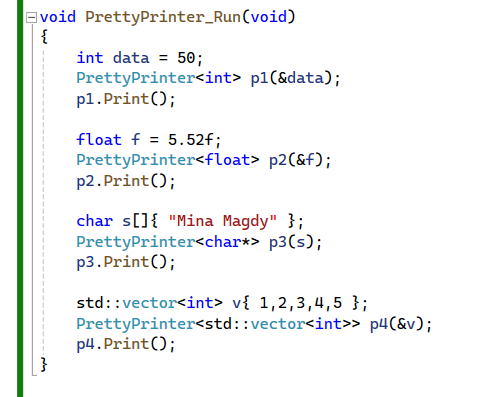 void PrettyPrinter_Run(void)
{
int data = 50;
PrettyPrinter<int> p1(&data);
p1.Print();
float f = 5.52f;
PrettyPrinter<float> p2(&f);
p2.Print();
char s[]{ "Mina Magdy" };
PrettyPrinter<char*> p3(s);
p3.Print();
std::vector<int> v{ 1,2,3,4,5 };
PrettyPrinter<std::vector<int>> p4(&v);
p4.Print();
}